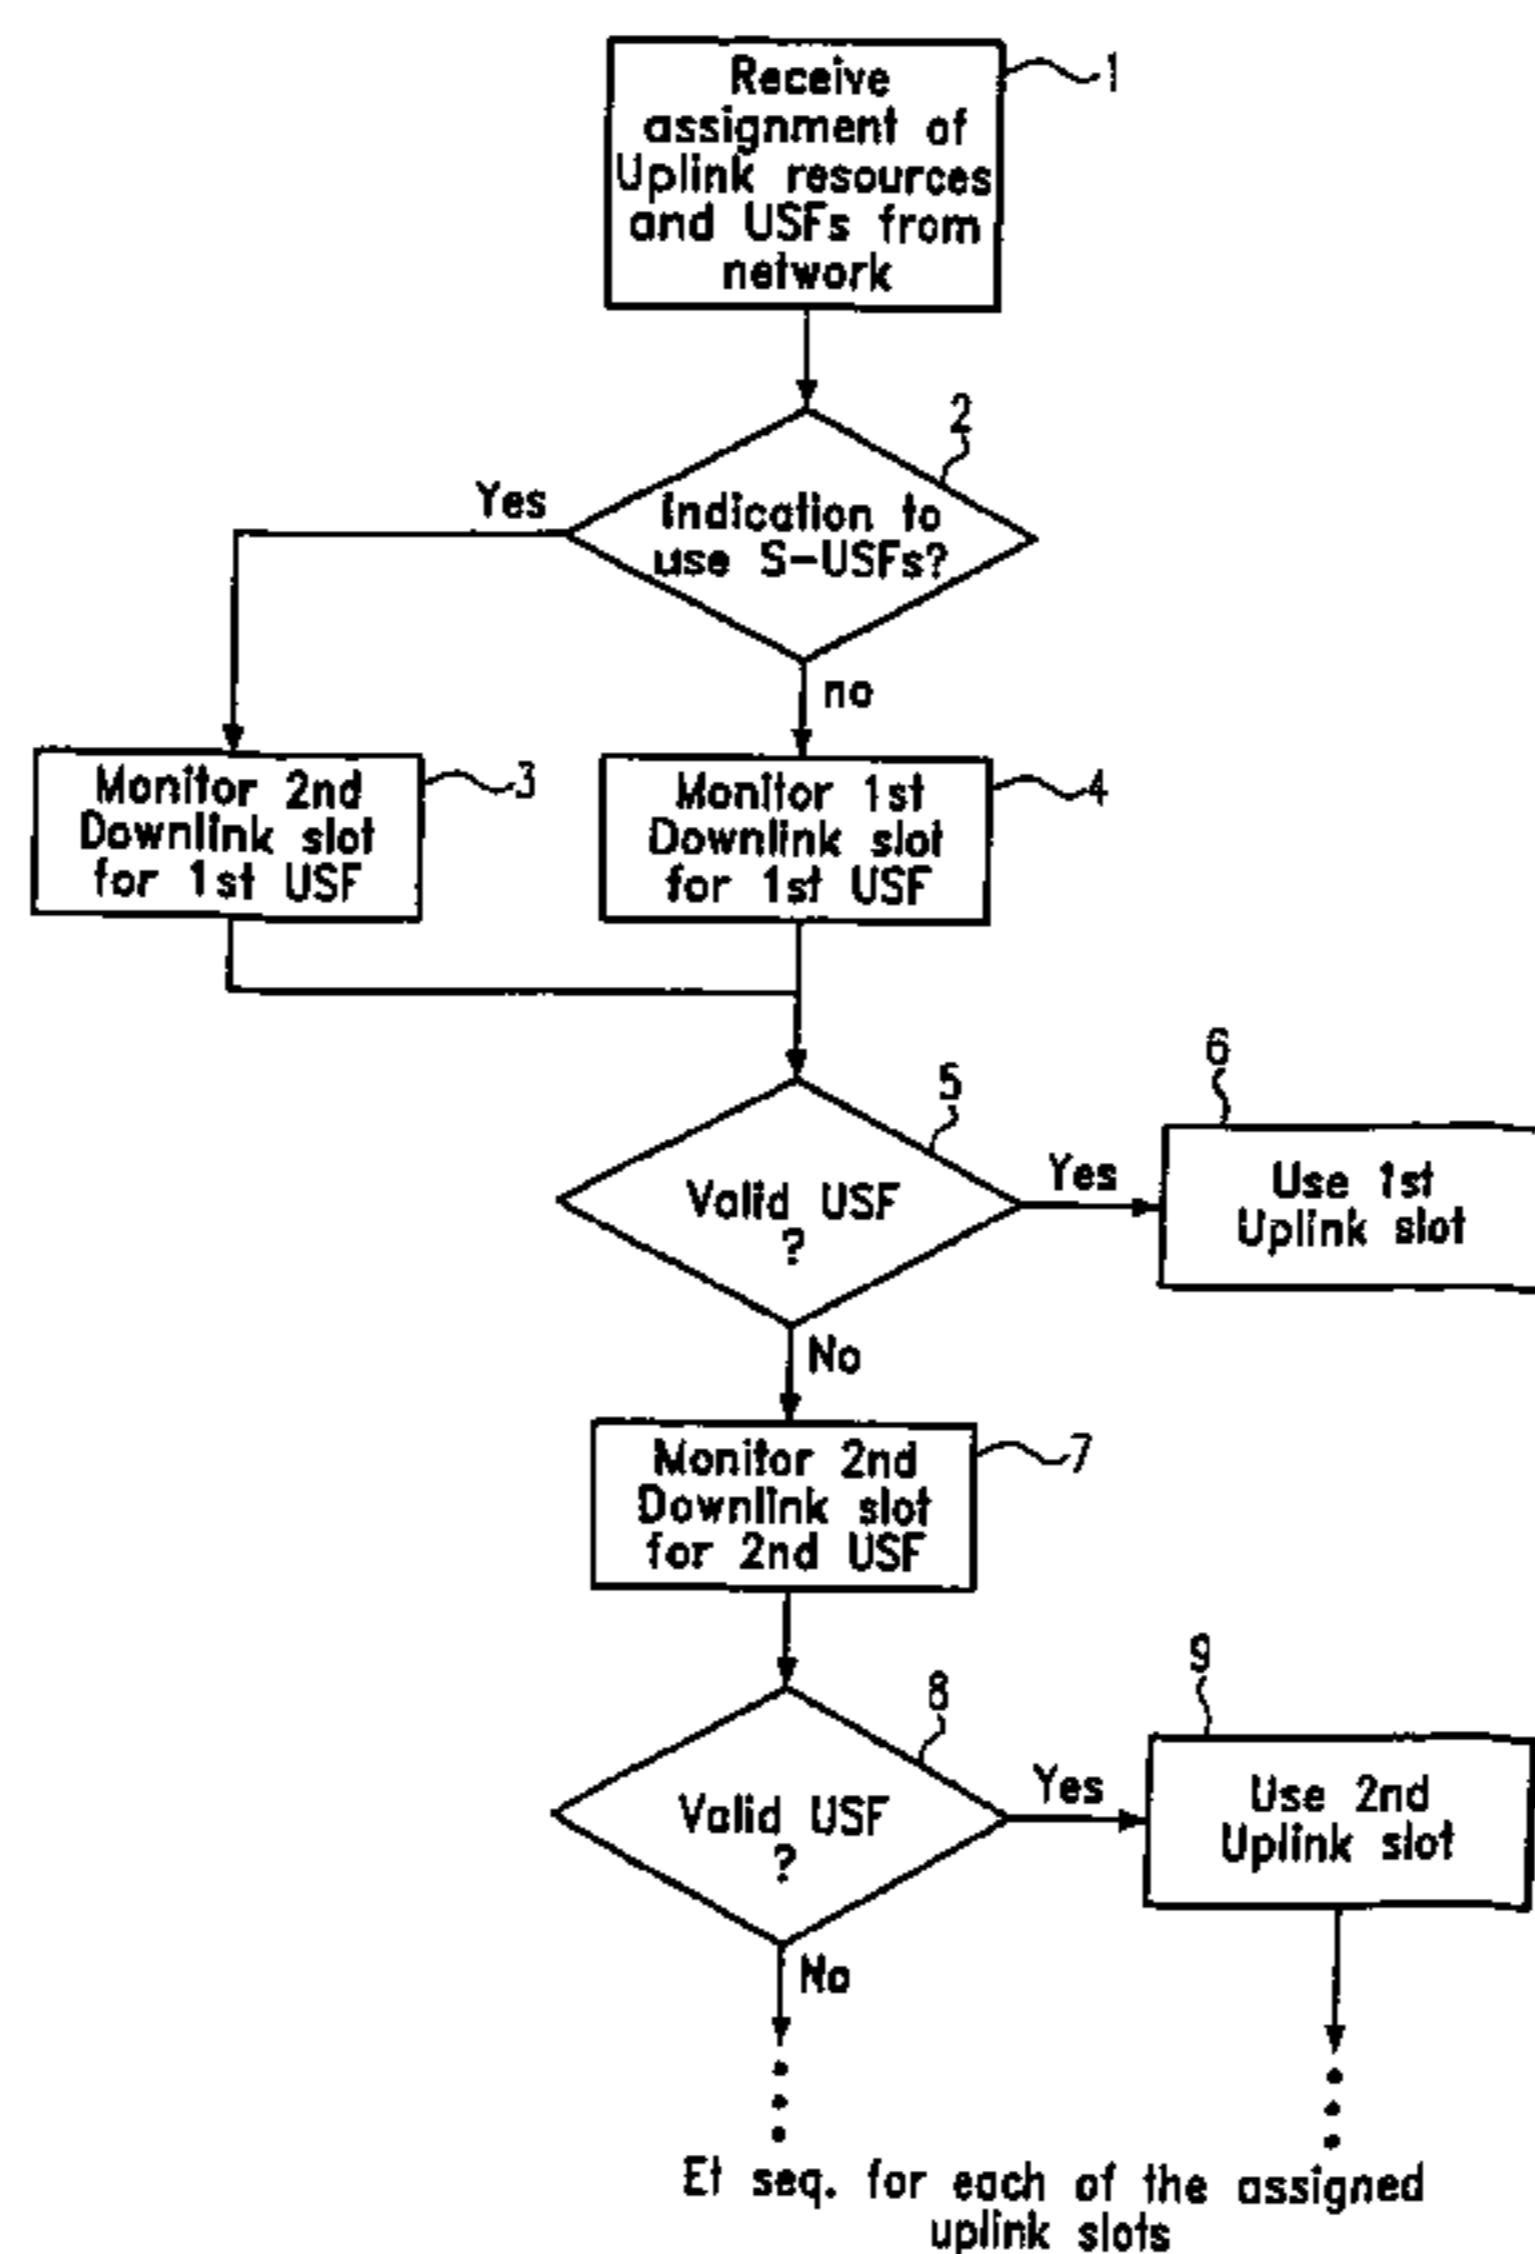 Receive
assignment of
Uplink resources
and USFs from
network
1
2
Indication to
use S-USFs?
Yes
no
Monitor 2nd
Downlink slot
for 1st USF
3
Monitor 1st
Downlink slot
for 1st USF
4
5
Valid USF
?
Yes
6
Use 1st
Uplink slot
No
Monitor 2nd
Downlink slot
for 2nd USF
7
8
Valid USF
?
Yes
9
Use 2nd
Uplink slot
No
Et seq. for each of the assigned
uplink slots